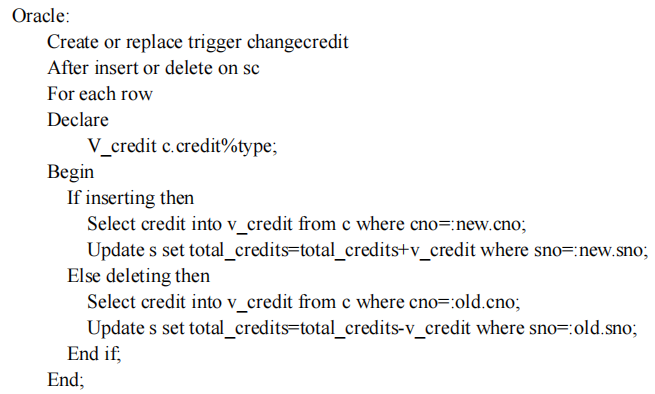 Oracle:
Create or replace trigger changecredit
After insert or delete on sc
For each row
Declare
V_credit c.credit%type;
Begin
If inserting then
Select credit into v_credit from c where cno=:new.cno;
Update s set total_credits=total_credits+v_credit where sno=:new.sno;
Else deleting then
Select credit into v_credit from c where cno=:old.cno;
Update s set total_credits=total_credits-v_credit where sno=:old.sno;
End if;
End;